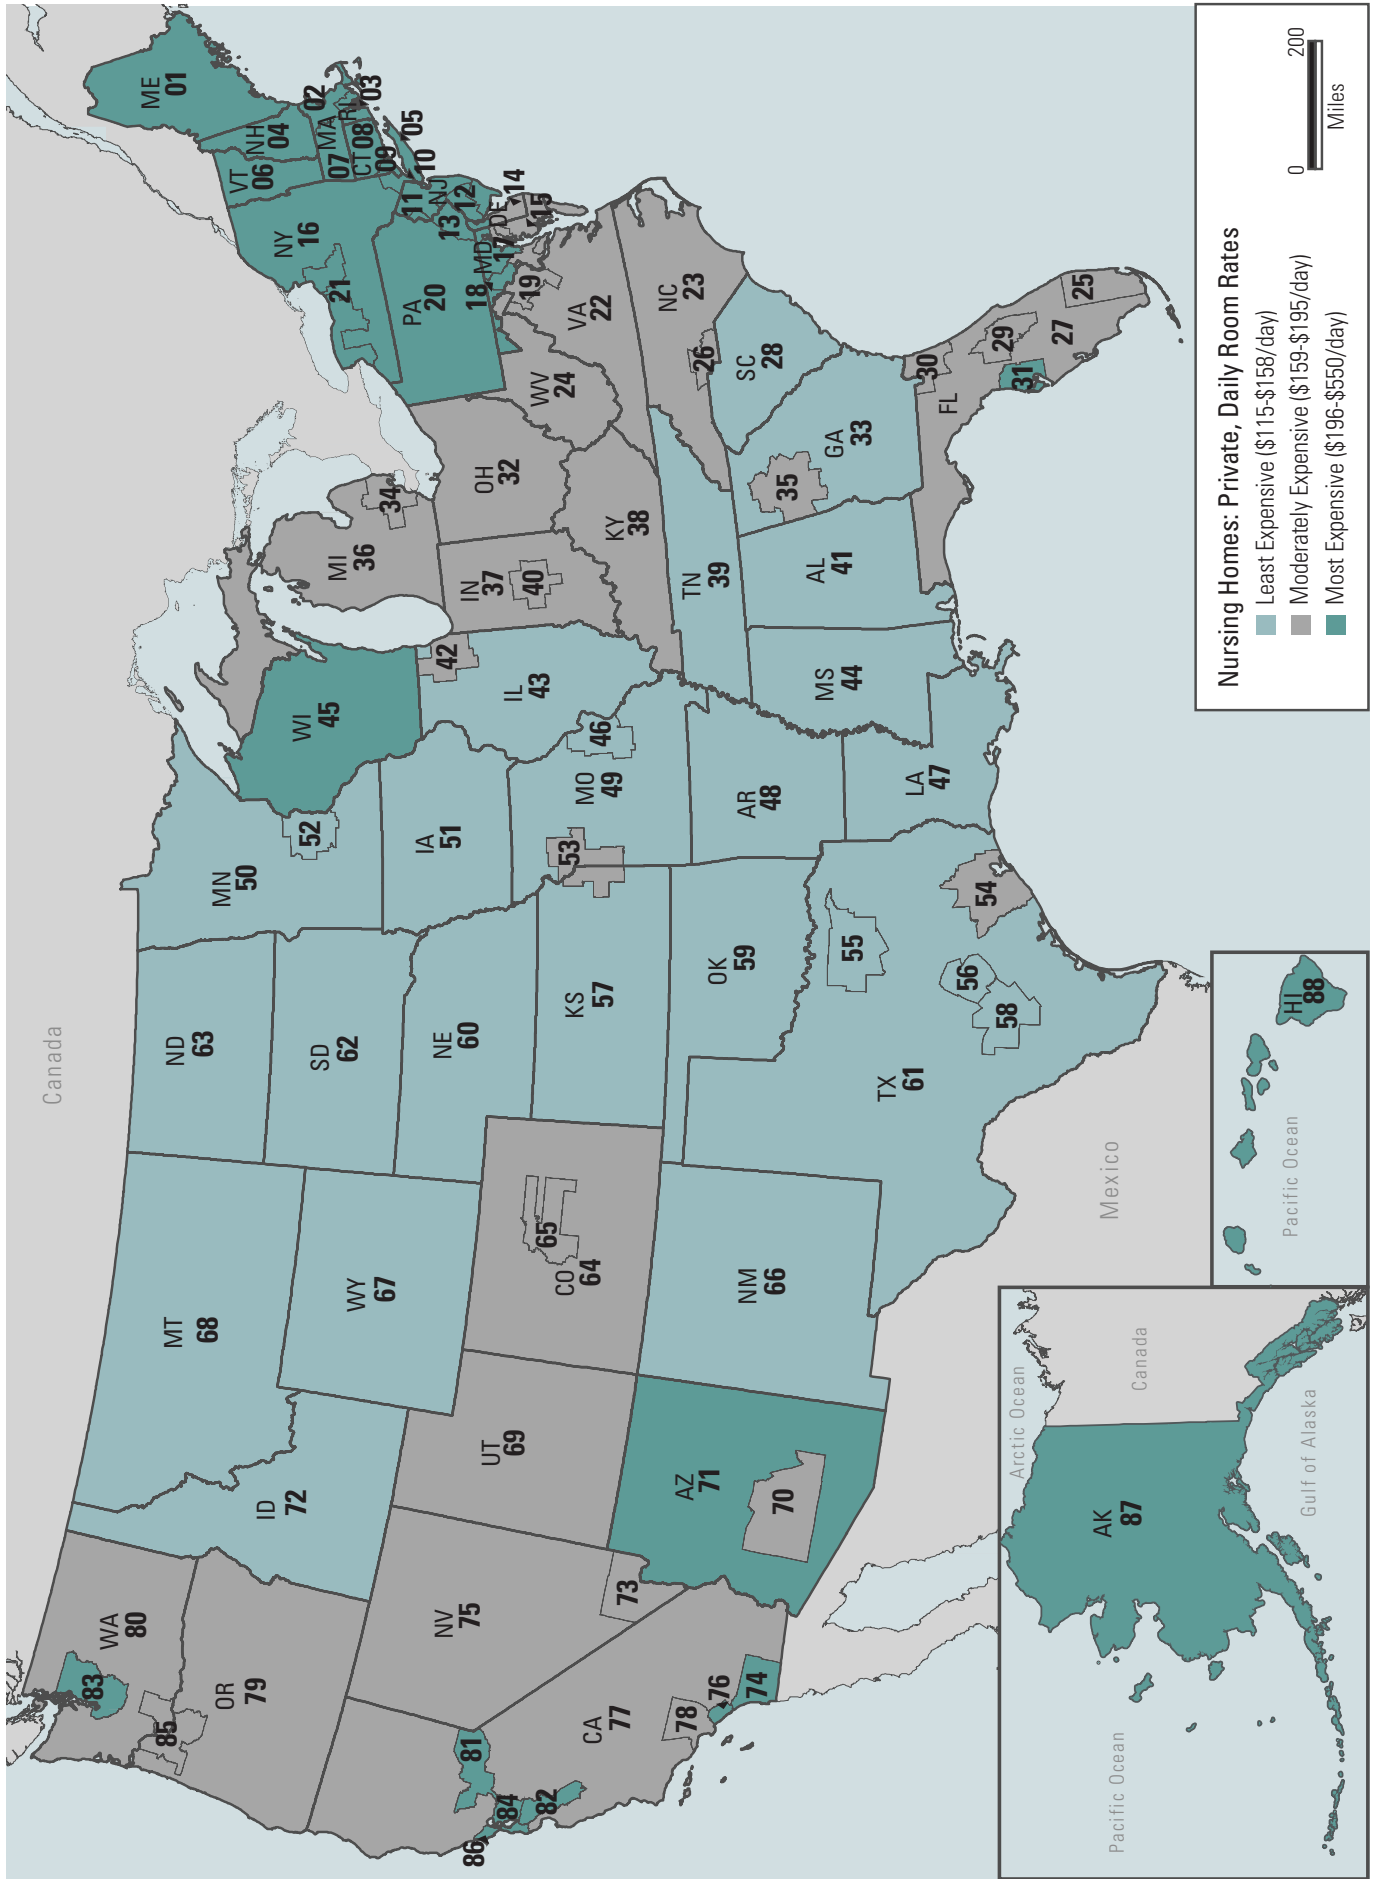 Canada
ME
01
NH
04
VT
06
02
MA
RI
03
07
CT
08
09
05
10
NY
16
21
11
NJ
12
13
PA
20
DE
14
15
MD
17
18
19
VA
22
WV
24
NC
23
26
SC
28
GA
33
35
FL
30
31
29
27
25
OH
32
MI
36
34
IN
37
40
KY
38
TN
39
AL
41
MS
44
42
IL
43
WI
45
46
MO
49
53
AR
48
LA
47
MN
50
52
IA
51
ND
63
SD
62
NE
60
KS
57
OK
59
TX
61
55
56
58
54
MT
68
WY
67
CO
64
65
NM
66
ID
72
UT
69
AZ
71
70
NV
75
73
WA
80
83
85
OR
79
CA
77
81
84
82
86
78
76
74
Mexico
Arctic Ocean
Canada
AK
87
Gulf of Alaska
Pacific Ocean
HI
88
Pacific Ocean
Nursing Homes: Private, Daily Room Rates
Least Expensive ($115-$158/day)
Moderately Expensive ($159-$195/day)
Most Expensive ($196-$550/day)
0 200
Miles